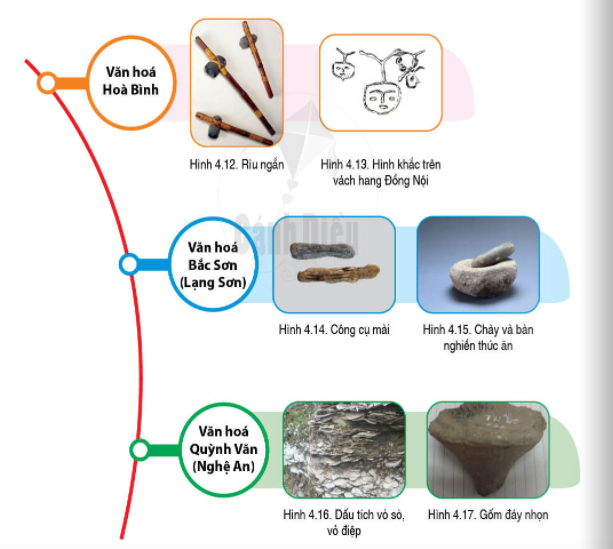 Văn hoá
Hoà Bình
Hình 4.12. Rìu ngắn
Hình 4.13. Hình khắc trên
vách hang Đồng Nội
Cánh Diều
Văn hoá
Bắc Sơn
(Lạng Sơn)
Hình 4.14. Công cụ mài
Hình 4.15. Chày và bàn
nghiền thức ăn
Văn hoá
Quỳnh Văn
(Nghệ An)
Hình 4.16. Dấu tích vỏ sò,
vỏ điệp
Hình 4.17. Gốm đáy nhọn